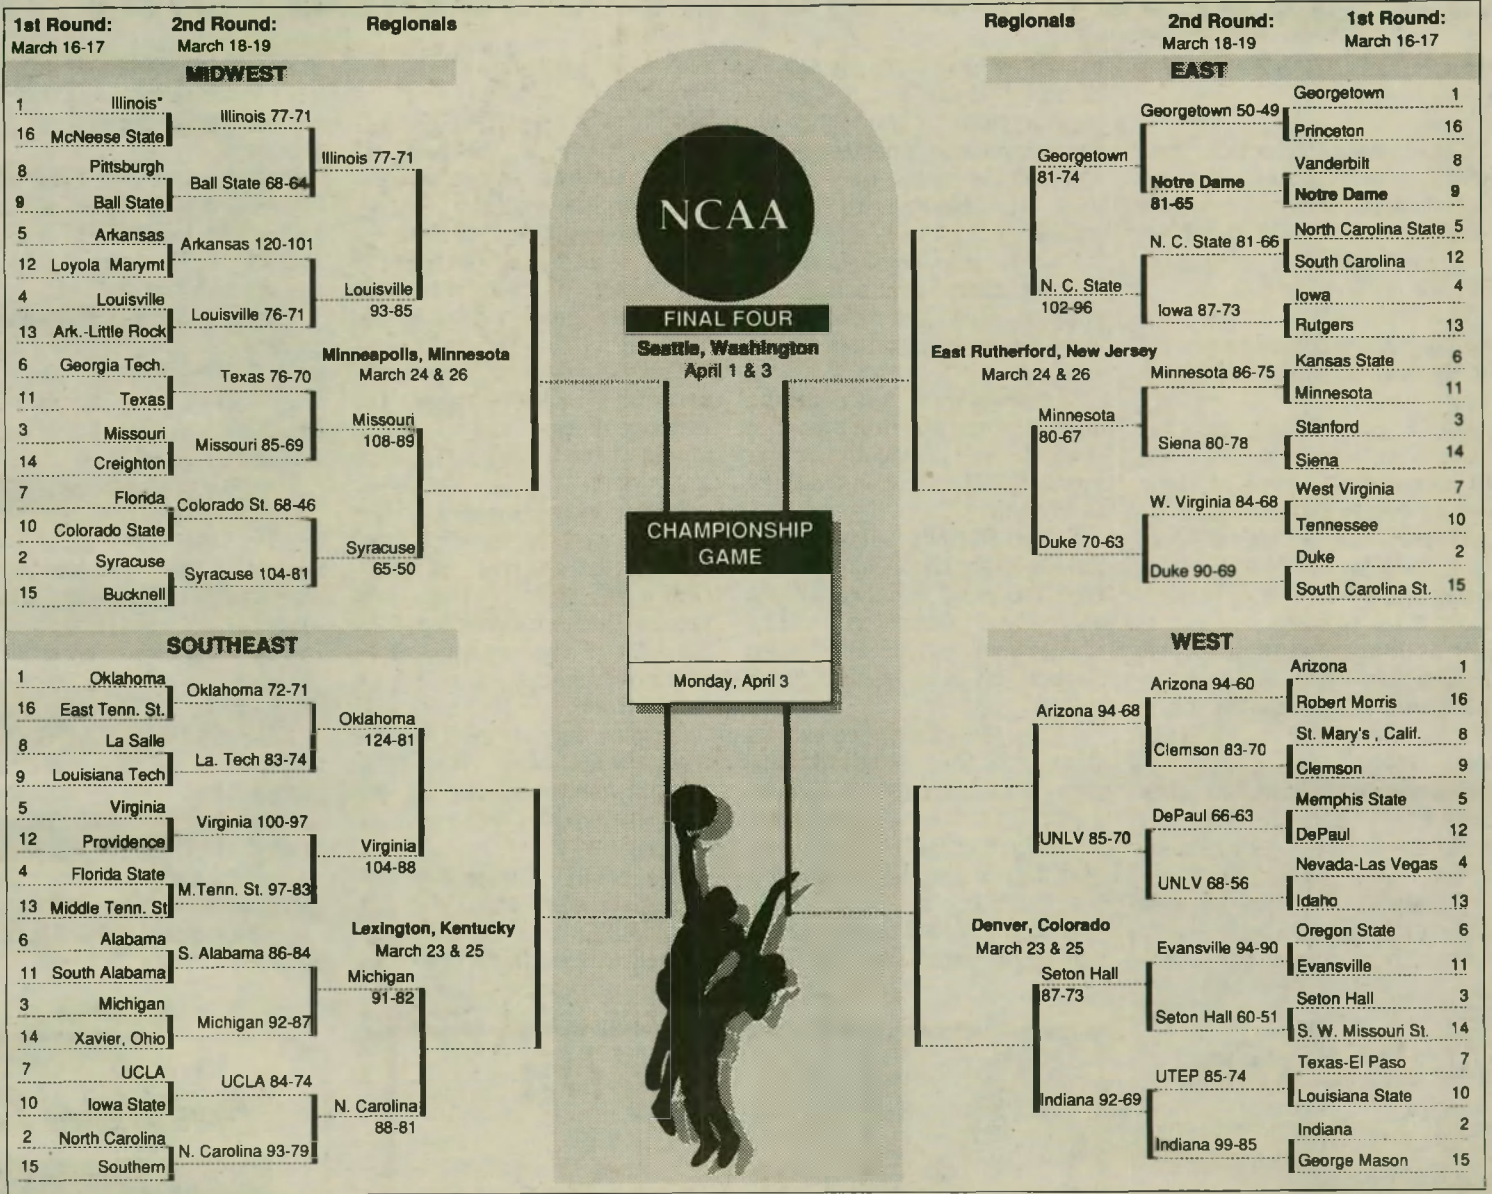 1st Round:
March 16-17
2nd Round:
March 18-19
Regionals
MIDWEST
1 Illinois*
16 McNeese State
8 Pittsburgh
9 Ball State
5 Arkansas
12 Loyola Marymt
4 Louisville
13 Ark.-Little Rock
6 Georgia Tech.
11 Texas
3 Missouri
14 Creighton
7 Florida
10 Colorado State
2 Syracuse
15 Bucknell
Illinois 77-71
Ball State 68-64
Arkansas 120-101
Louisville 76-71
Texas 76-70
Missouri 85-69
Colorado St. 68-46
Syracuse 104-81
Illinois 77-71
Louisville
93-85
Minneapolis, Minnesota
March 24 & 26
Missouri
108-89
Syracuse
65-50
SOUTHEAST
1 Oklahoma
16 East Tenn. St.
8 La Salle
9 Louisiana Tech
5 Virginia
12 Providence
4 Florida State
13 Middle Tenn. St
6 Alabama
11 South Alabama
3 Michigan
14 Xavier, Ohio
7 UCLA
10 Iowa State
2 North Carolina
15 Southern
Oklahoma 72-71
La. Tech 83-74
Virginia 100-97
M.Tenn. St. 97-83
S. Alabama 86-84
Michigan 92-87
UCLA 84-74
N. Carolina 93-79
Oklahoma
124-81
Virginia
104-88
Lexington, Kentucky
March 23 & 25
Michigan
91-82
N. Carolina
88-81
NCAA
FINAL FOUR
Seattle, Washington
April 1 & 3
CHAMPIONSHIP
GAME
Monday, April 3
Regionals
2nd Round:
March 18-19
1st Round:
March 16-17
EAST
Georgetown 1
Princeton 16
Vanderbilt 8
Notre Dame 9
North Carolina State 5
South Carolina 12
Iowa 4
Rutgers 13
Kansas State 6
Minnesota 11
Stanford 3
Siena 14
West Virginia 7
Tennessee 10
Duke 2
South Carolina St. 15
Georgetown 50-49
Notre Dame
81-65
N. C. State 81-66
Iowa 87-73
Minnesota 86-75
Siena 80-78
W. Virginia 84-68
Duke 90-69
Georgetown
81-74
N. C. State
102-96
East Rutherford, New Jersey
March 24 & 26
Minnesota
80-67
Duke 70-63
WEST
Arizona 1
Robert Morris 16
St. Mary's , Calif. 8
Clemson 9
Memphis State 5
DePaul 12
Nevada-Las Vegas 4
Idaho 13
Oregon State 6
Evansville 11
Seton Hall 3
S. W. Missouri St. 14
Texas-El Paso 7
Louisiana State 10
Indiana 2
George Mason 15
Arizona 94-60
Clemson 83-70
DePaul 66-63
UNLV 68-56
Evansville 94-90
Seton Hall 60-51
UTEP 85-74
Indiana 99-85
Arizona 94-68
UNLV 85-70
Denver, Colorado
March 23 & 25
Seton Hall
87-73
Indiana 92-69